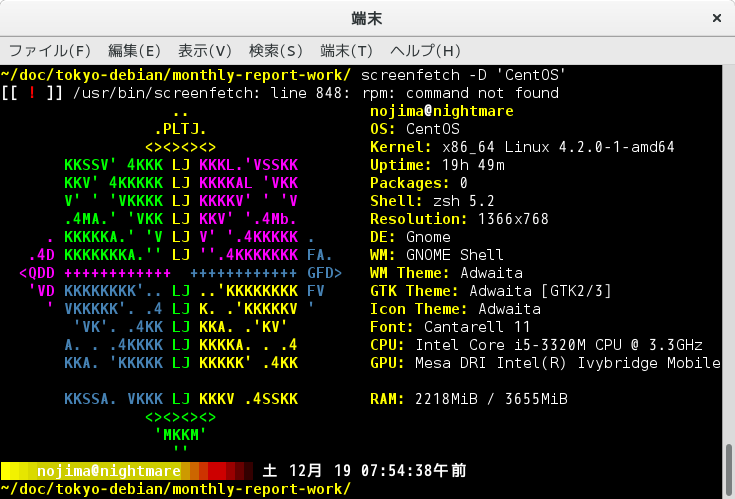 端末
ファイル(F) 編集(E) 表示(V) 検索(S) 端末(T) ヘルプ(H)
~/doc/tokyo-debian/monthly-report-work/ screenfetch -D 'CentOS'
[[ ! ]] /usr/bin/screenfetch: line 848: rpm: command not found
.. nojima@nightmare
.PLTJ. OS: CentOS
<><><><> Kernel: x86_64 Linux 4.2.0-1-amd64
KKSSV' 4KKK LJ KKKL.'VSSKK Uptime: 19h 49m
KKV' 4KKKKK LJ KKKKAL 'VKK Packages: 0
V' ' 'VKKKK LJ KKKKV' ' 'V Shell: zsh 5.2
.4MA.' 'VKK LJ KKV' '.4Mb. Resolution: 1366x768
. KKKKKA.' 'V LJ V' '.4KKKKK . DE: Gnome
.4D KKKKKKKA.'' LJ ''.4KKKKKKK FA. WM: GNOME Shell
<QDD ++++++++++++ ++++++++++++ GFD> WM Theme: Adwaita
'VD KKKKKKKK'.. LJ ..'KKKKKKKK FV GTK Theme: Adwaita [GTK2/3]
' VKKKKK'. .4 LJ K. .'KKKKKV ' Icon Theme: Adwaita
'VK'. .4KK LJ KKA. .'KV' Font: Cantarell 11
A. . .4KKKK LJ KKKKA. . .4 CPU: Intel Core i5-3320M CPU @ 3.3GHz
KKA. 'KKKKK LJ KKKKK' .4KK GPU: Mesa DRI Intel(R) Ivybridge Mobile
KKSSA. VKKK LJ KKKV .4SSKK RAM: 2218MiB / 3655MiB
<><><><>
'MKKM'
''
nojima@nightmare 土 12月 19 07:54:38午前
~/doc/tokyo-debian/monthly-report-work/